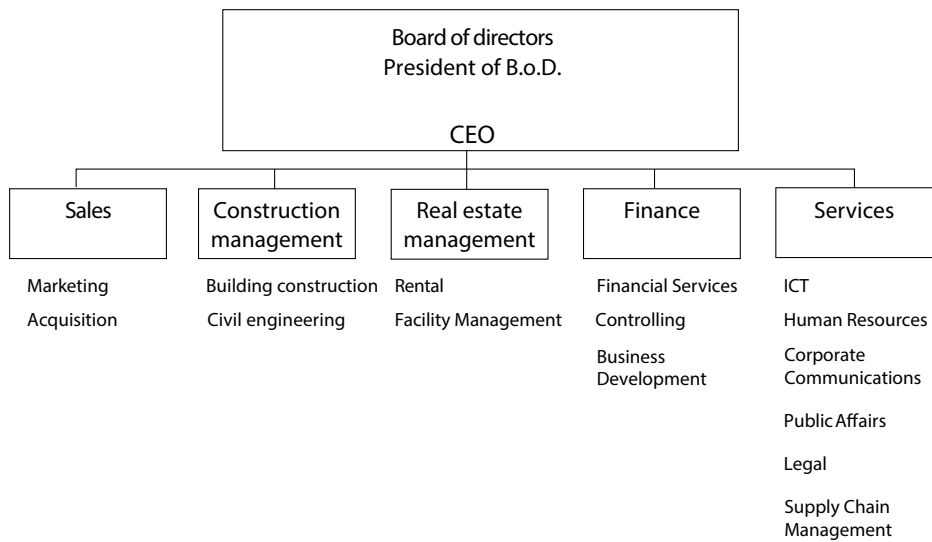 Board of directors
President of B.o.D.
CEO
Sales
Construction
management
Real estate
management
Finance
Services
Marketing
Acquisition
Building construction
Civil engineering
Rental
Facility Management
Financial Services
Controlling
Business
Development
ICT
Human Resources
Corporate
Communications
Public Affairs
Legal
Supply Chain
Management